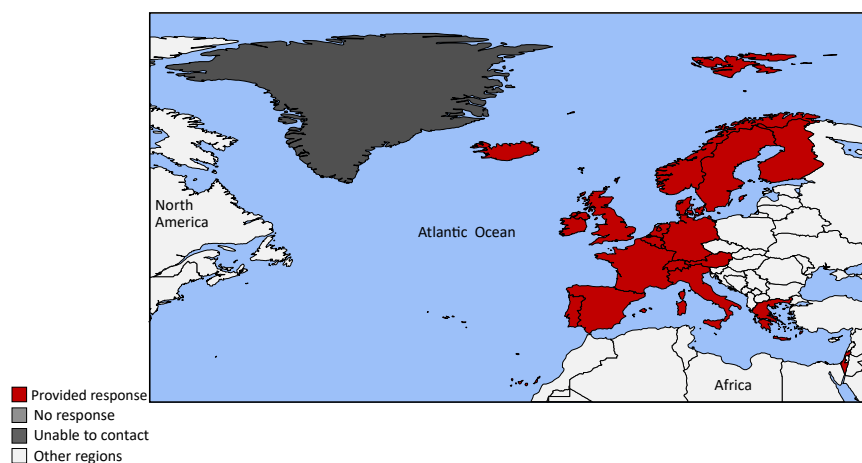 North
America
Atlantic Ocean
Africa
Provided response
No response
Unable to contact
Other regions